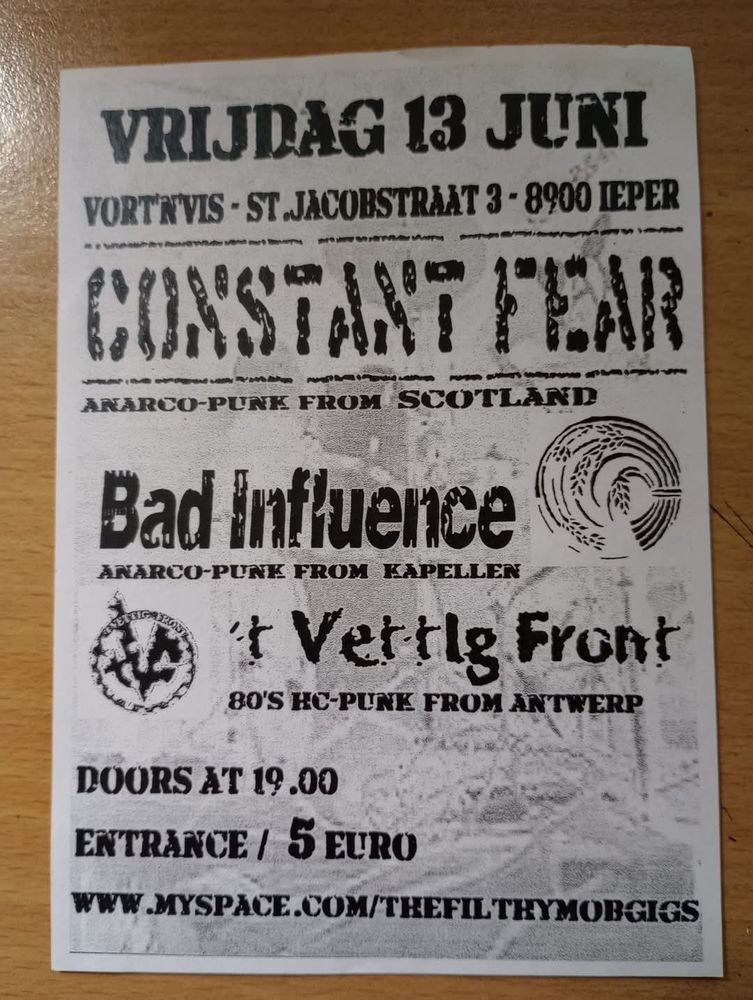 VRIJDAG 13 JUNI
VORT'N'VIS - ST.JACOBSTRAAT 3 - 8900 IEPER
CONSTANT FEAR
ANARCO-PUNK FROM SCOTLAND
Bad Influence
ANARCO-PUNK FROM KAPELLEN
VETTIG FRONT
't Vettig Front
80'S HC-PUNK FROM ANTWERP
DOORS AT 19.00
ENTRANCE / 5 EURO
WWW.MYSPACE.COM/THEFILTHYMOBGIGS